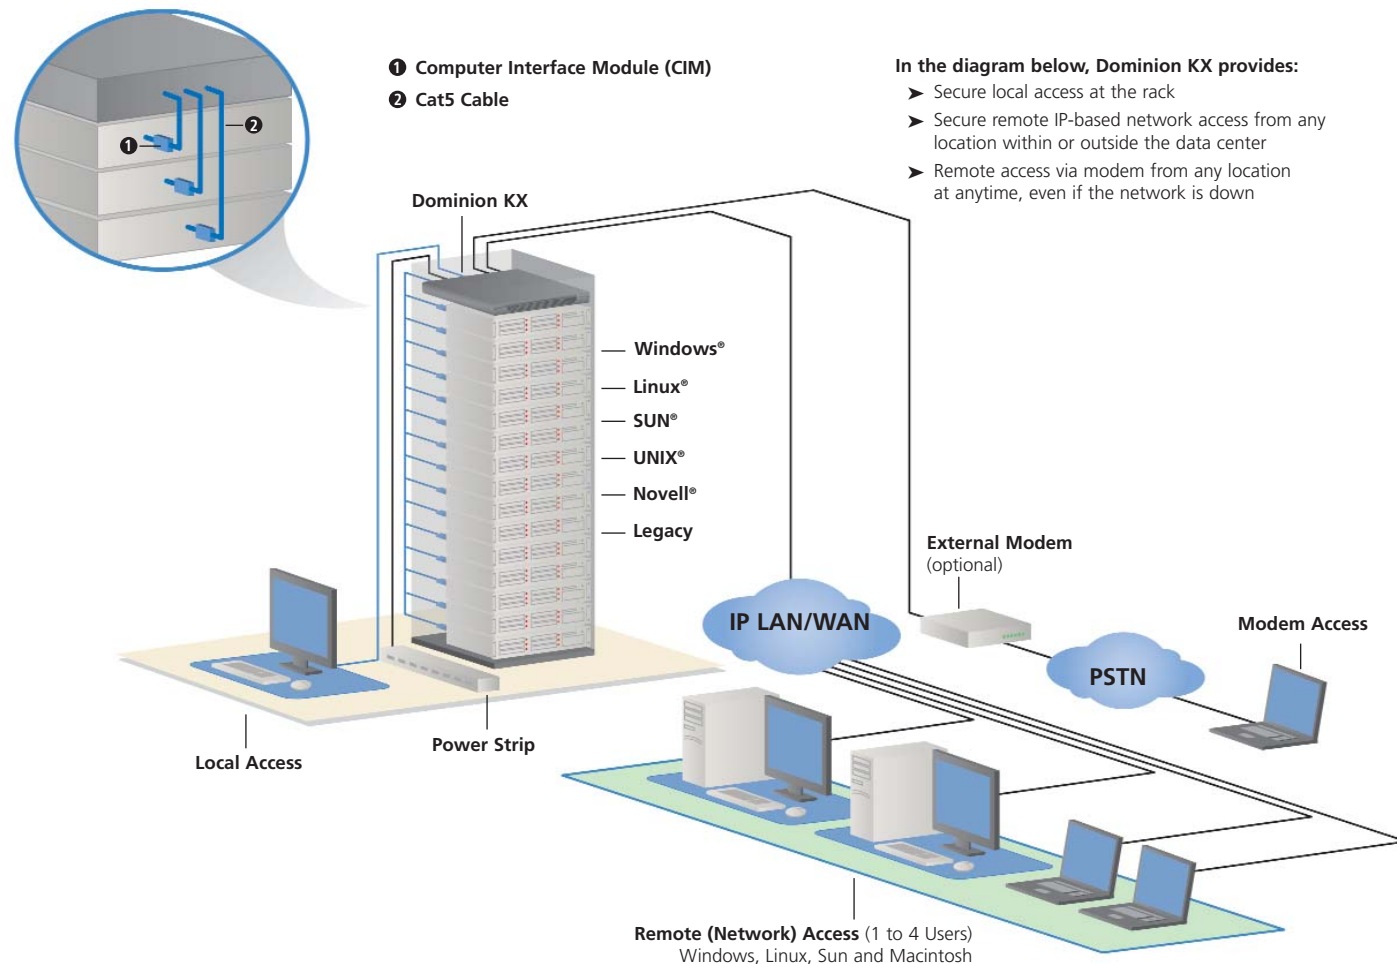 ❶ Computer Interface Module (CIM)
❷ Cat5 Cable
In the diagram below, Dominion KX provides:
➤ Secure local access at the rack
➤ Secure remote IP-based network access from any
location within or outside the data center
➤ Remote access via modem from any location
at anytime, even if the network is down
❶
❷
Dominion KX
Windows®
Linux®
SUN®
UNIX®
Novell®
Legacy
External Modem
(optional)
IP LAN/WAN
Modem Access
PSTN
Power Strip
Local Access
Remote (Network) Access (1 to 4 Users)
Windows, Linux, Sun and Macintosh